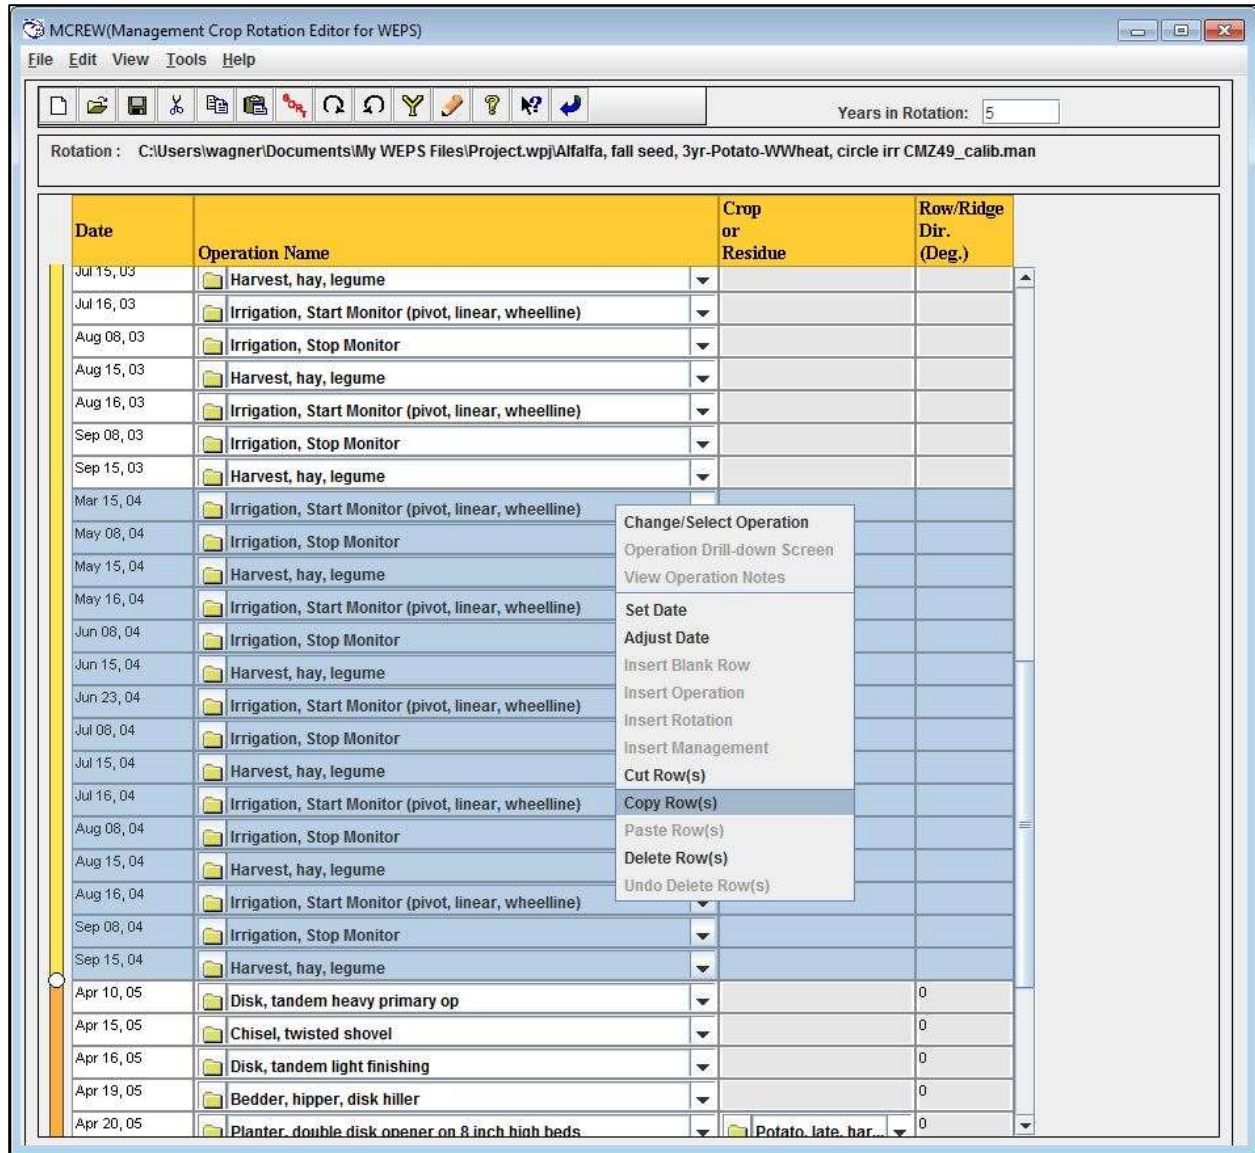 MCREW(Management Crop Rotation Editor for WEPS)
File Edit View Tools Help
SORT
Years in Rotation: 5
Rotation : C:\Users\wagner\Documents\My WEPS Files\Project.wpj\Alfalfa, fall seed, 3yr-Potato-WWheat, circle irr CMZ49_calib.man
Date Operation Name Crop or Residue Row/Ridge Dir. (Deg.)
Jul 15, 03 Harvest, hay, legume
Jul 16, 03 Irrigation, Start Monitor (pivot, linear, wheelline)
Aug 08, 03 Irrigation, Stop Monitor
Aug 15, 03 Harvest, hay, legume
Aug 16, 03 Irrigation, Start Monitor (pivot, linear, wheelline)
Sep 08, 03 Irrigation, Stop Monitor
Sep 15, 03 Harvest, hay, legume
Mar 15, 04 Irrigation, Start Monitor (pivot, linear, wheelline)
May 08, 04 Irrigation, Stop Monitor
May 15, 04 Harvest, hay, legume
May 16, 04 Irrigation, Start Monitor (pivot, linear, wheelline)
Jun 08, 04 Irrigation, Stop Monitor
Jun 15, 04 Harvest, hay, legume
Jun 23, 04 Irrigation, Start Monitor (pivot, linear, wheelline)
Jul 08, 04 Irrigation, Stop Monitor
Jul 15, 04 Harvest, hay, legume
Jul 16, 04 Irrigation, Start Monitor (pivot, linear, wheelline)
Aug 08, 04 Irrigation, Stop Monitor
Aug 15, 04 Harvest, hay, legume
Aug 16, 04 Irrigation, Start Monitor (pivot, linear, wheelline)
Sep 08, 04 Irrigation, Stop Monitor
Sep 15, 04 Harvest, hay, legume
Apr 10, 05 Disk, tandem heavy primary op 0
Apr 15, 05 Chisel, twisted shovel 0
Apr 16, 05 Disk, tandem light finishing 0
Apr 19, 05 Bedder, hipper, disk hiller 0
Apr 20, 05 Planter, double disk opener on 8 inch high beds Potato, late, har... 0
Change/Select Operation
Operation Drill-down Screen
View Operation Notes
Set Date
Adjust Date
Insert Blank Row
Insert Operation
Insert Rotation
Insert Management
Cut Row(s)
Copy Row(s)
Paste Row(s)
Delete Row(s)
Undo Delete Row(s)